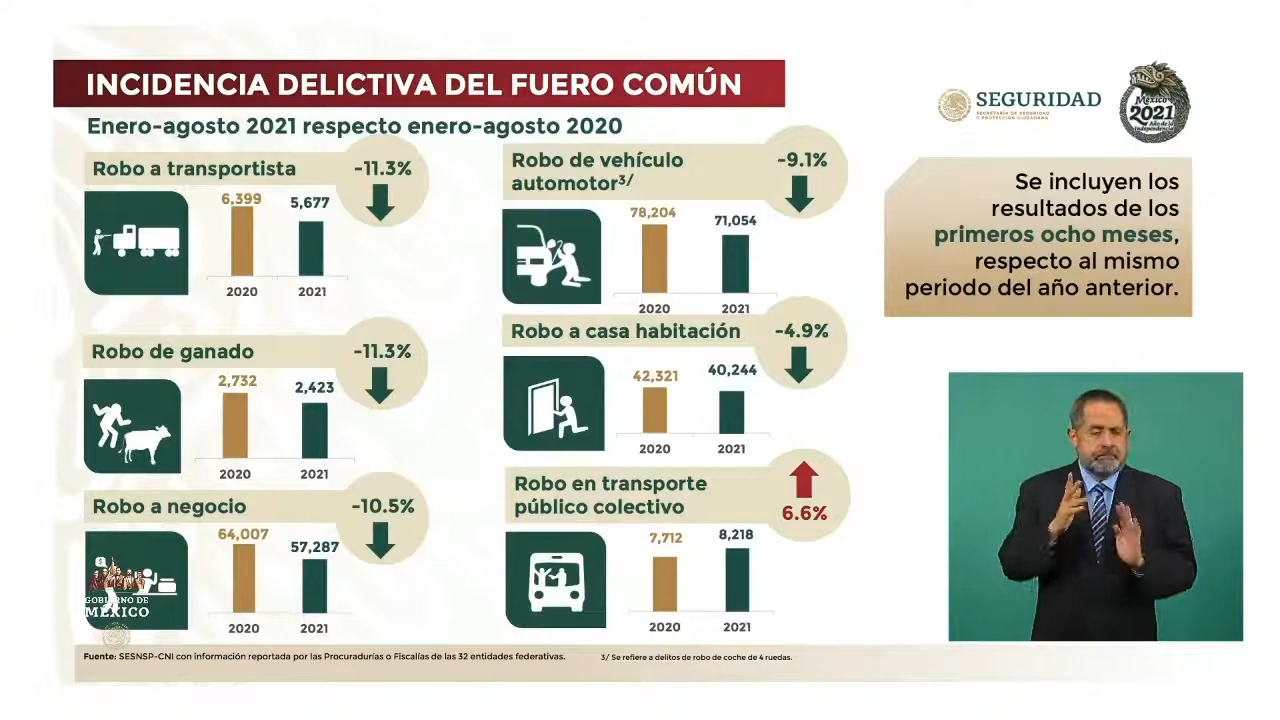 INCIDENCIA DELICTIVA DEL FUERO COMÚN
Enero-agosto 2021 respecto enero-agosto 2020
SEGURIDAD
SECRETARÍA DE SEGURIDAD
Y PROTECCIÓN CIUDADANA
México
2021
Año de la
Independencia
Robo a transportista
-11.3%
6,399
5,677
2020
2021
Robo de ganado
-11.3%
2,732
2,423
2020
2021
Robo a negocio
-10.5%
64,007
57,287
2020
2021
Robo de vehículo
automotor3/
-9.1%
78,204
71,054
2020
2021
Robo a casa habitación
-4.9%
42,321
40,244
2020
2021
Robo en transporte
público colectivo
6.6%
7,712
8,218
2020
2021
Se incluyen los
resultados de los
primeros ocho meses,
respecto al mismo
periodo del año anterior.
$
GOBIERNO DE
MÉXICO
Fuente: SESNSP-CNI con información reportada por las Procuradurías o Fiscalías de las 32 entidades federativas.
3/ Se refiere a delitos de robo de coche de 4 ruedas.